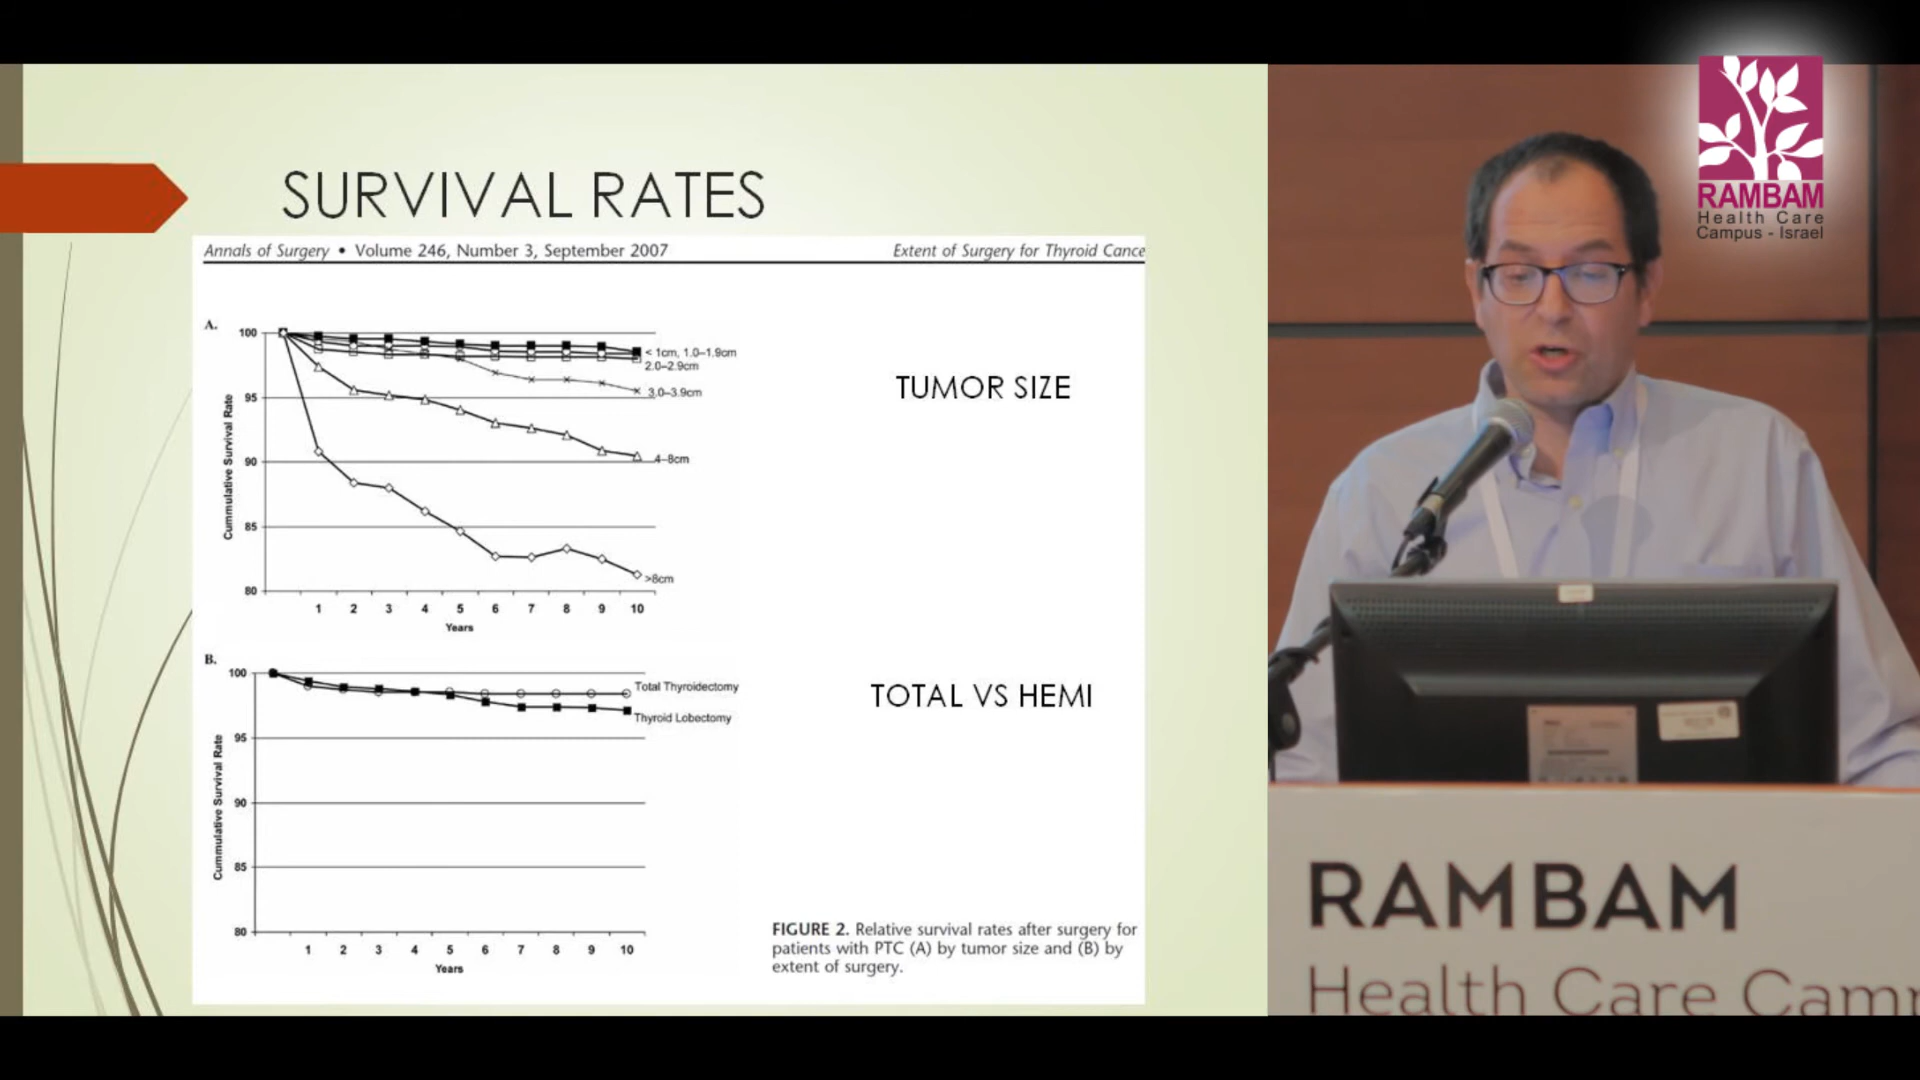 SURVIVAL RATES
Annals of Surgery • Volume 246, Number 3, September 2007
Extent of Surgery for Thyroid Cance
A.
100
95
90
85
80
Cummulative Survival Rate
< 1cm, 1.0–1.9cm
2.0–2.9cm
3.0–3.9cm
4–8cm
>8cm
1 2 3 4 5 6 7 8 9 10
Years
TUMOR SIZE
B.
100
95
90
85
80
Cummulative Survival Rate
Total Thyroidectomy
Thyroid Lobectomy
1 2 3 4 5 6 7 8 9 10
Years
TOTAL VS HEMI
FIGURE 2. Relative survival rates after surgery for
patients with PTC (A) by tumor size and (B) by
extent of surgery.
RAMBAM
Health Care
Campus - Israel
RAMBAM
Health Care Cam